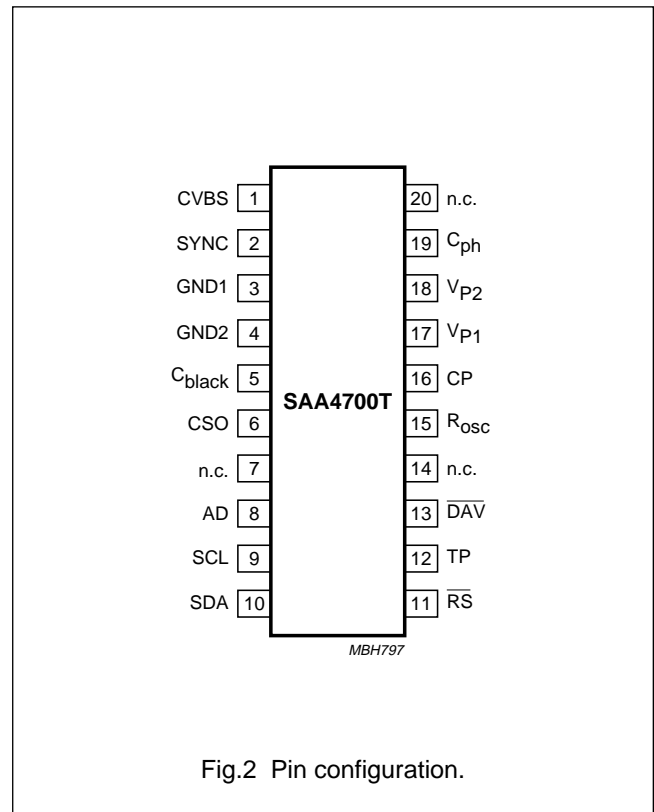 CVBS 1 20 n.c.
SYNC 2 19 Cph
GND1 3 18 VP2
GND2 4 17 VP1
Cblack 5 16 CP
SAA4700T
CSO 6 15 Rosc
n.c. 7 14 n.c.
AD 8 13 D̅A̅V̅
SCL 9 12 TP
SDA 10 11 R̅S̅
MBH797
Fig.2 Pin configuration.